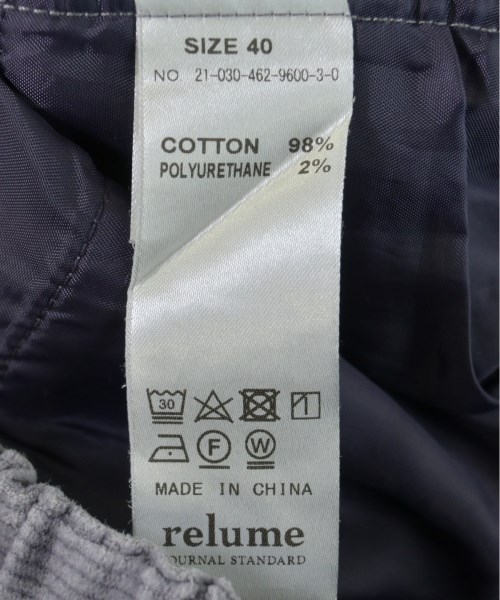 SIZE 40
NO. 21-030-462-9600-3-0
COTTON 98%
POLYURETHANE 2%
30
F W
MADE IN CHINA
relume
JOURNAL STANDARD